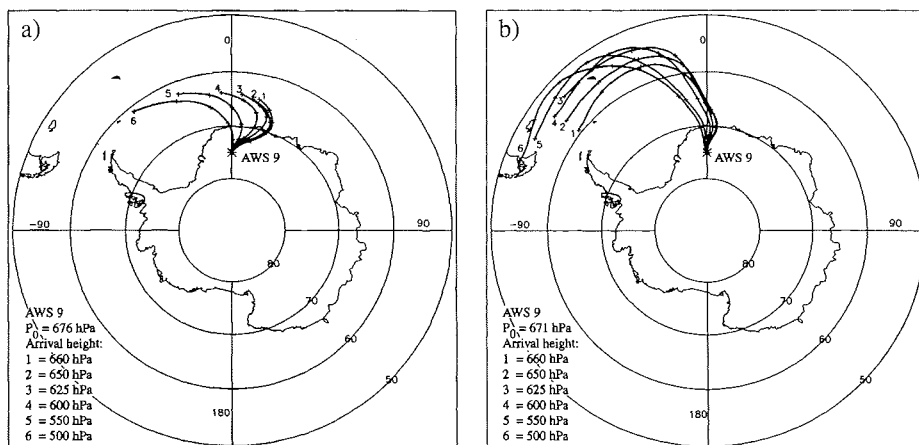 a)
0
5
4
3
2
1
6
AWS 9
-90
90
80
70
60
50
180
AWS 9
P0 = 676 hPa
Arrival height:
1 = 660 hPa
2 = 650 hPa
3 = 625 hPa
4 = 600 hPa
5 = 550 hPa
6 = 500 hPa
b)
0
3
4
2
1
6
5
AWS 9
-90
90
80
70
60
50
180
AWS 9
P0 = 671 hPa
Arrival height:
1 = 660 hPa
2 = 650 hPa
3 = 625 hPa
4 = 600 hPa
5 = 550 hPa
6 = 500 hPa